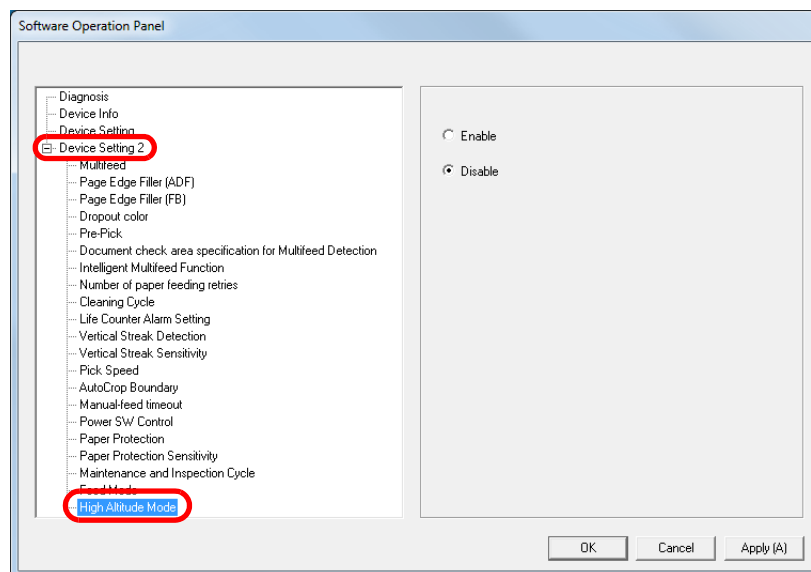 Software Operation Panel
Diagnosis
Device Info
Device Setting
Device Setting 2
Multifeed
Page Edge Filler (ADF)
Page Edge Filler (FB)
Dropout color
Pre-Pick
Document check area specification for Multifeed Detection
Intelligent Multifeed Function
Number of paper feeding retries
Cleaning Cycle
Life Counter Alarm Setting
Vertical Streak Detection
Vertical Streak Sensitivity
Pick Speed
AutoCrop Boundary
Manual-feed timeout
Power SW Control
Paper Protection
Paper Protection Sensitivity
Maintenance and Inspection Cycle
Feed Mode
High Altitude Mode
Enable
Disable
OK Cancel Apply (A)